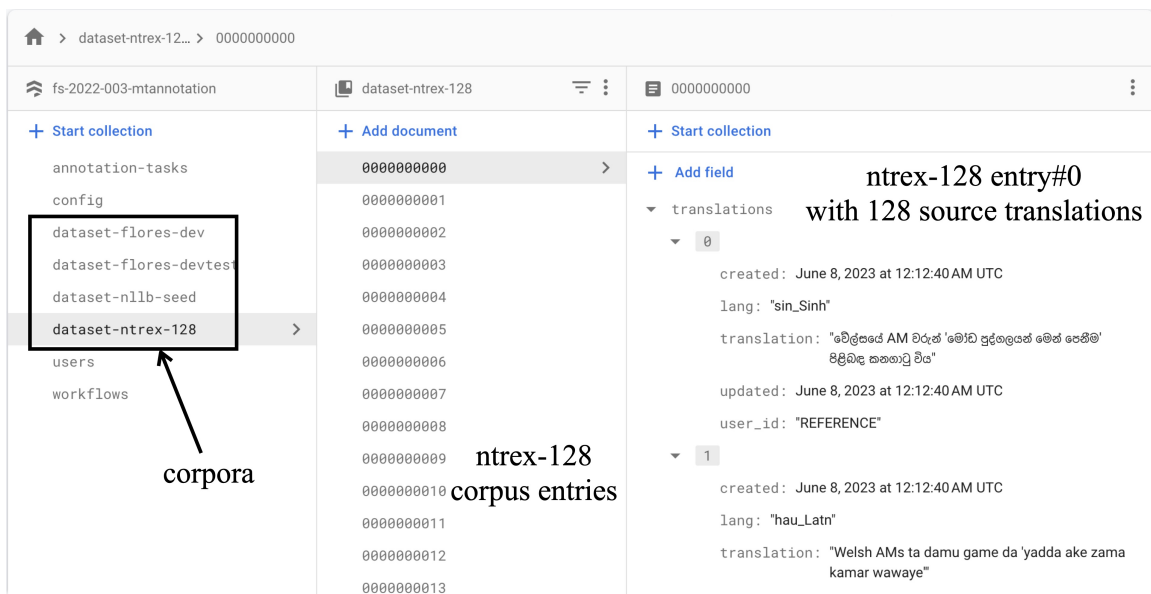 dataset-ntrex-12... > 0000000000
fs-2022-003-mtannotation
dataset-ntrex-128
0000000000
+ Start collection
annotation-tasks
config
dataset-flores-dev
dataset-flores-devtest
dataset-nllb-seed
dataset-ntrex-128
users
workflows
corpora
+ Add document
0000000000
0000000001
0000000002
0000000003
0000000004
0000000005
0000000006
0000000007
0000000008
0000000009
0000000010
0000000011
0000000012
0000000013
ntrex-128
corpus entries
+ Start collection
+ Add field
ntrex-128 entry#0
with 128 source translations
translations
0
created: June 8, 2023 at 12:12:40 AM UTC
lang: "sin_Sinh"
translation: "වේල්සයේ AM වරුන් 'මෝඩ පුද්ගලයන් මෙන් පෙනීම'
පිළිබඳ කනගාටු විය"
updated: June 8, 2023 at 12:12:40 AM UTC
user_id: "REFERENCE"
1
created: June 8, 2023 at 12:12:40 AM UTC
lang: "hau_Latn"
translation: "Welsh AMs ta damu game da 'yadda ake zama
kamar wawaye'"